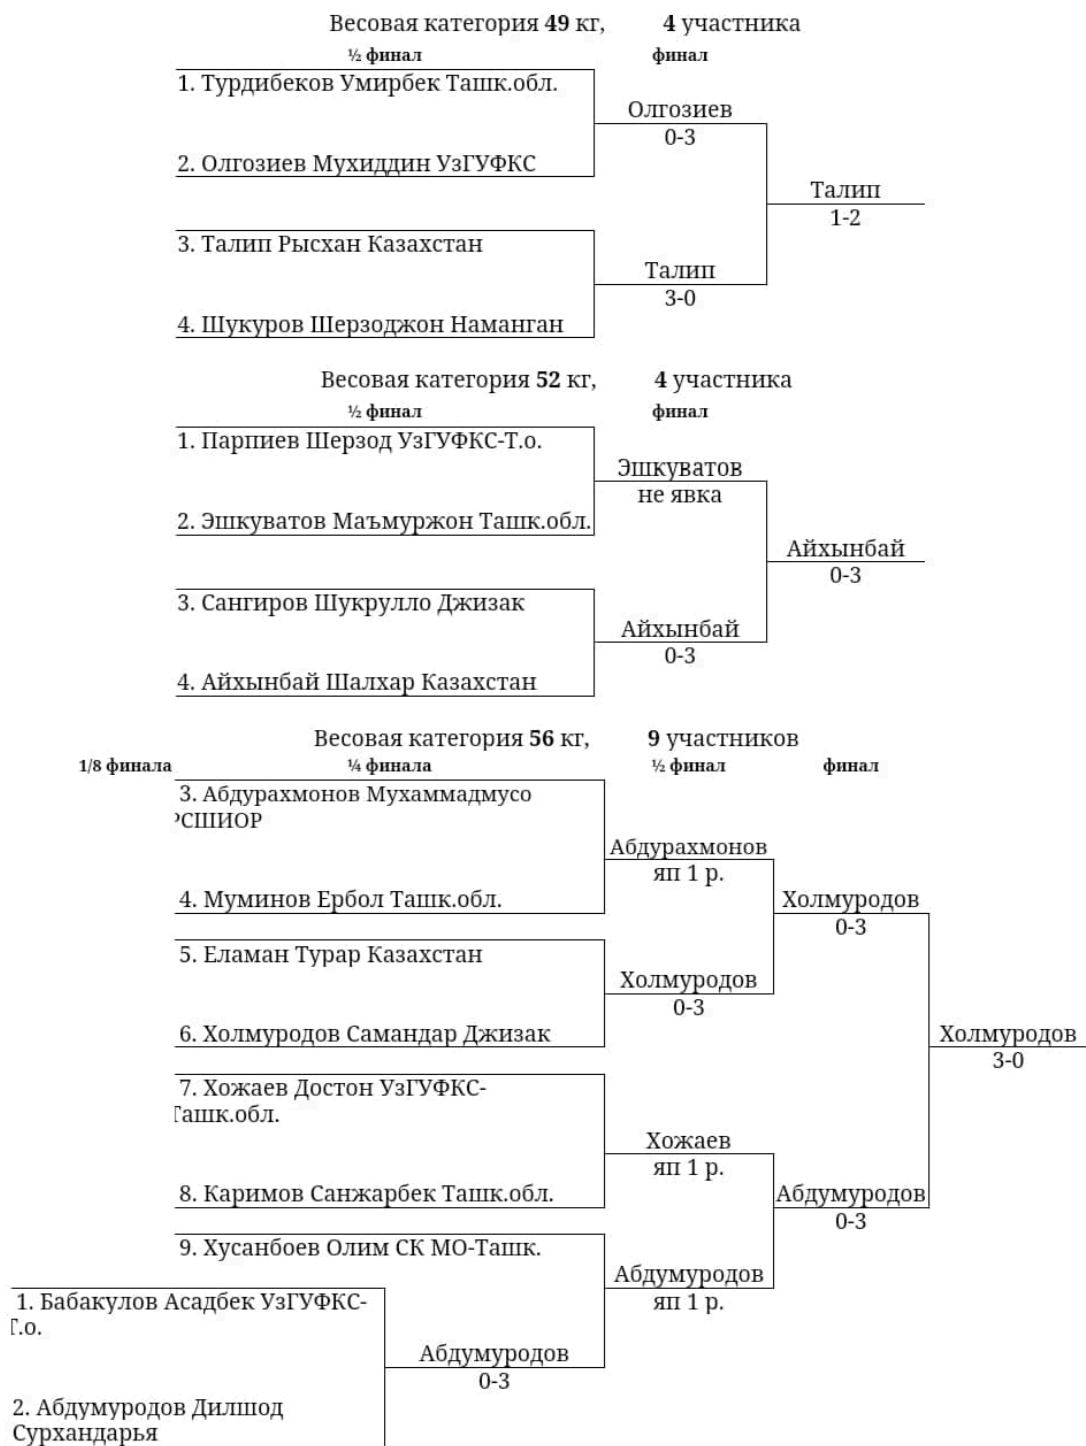 Весовая категория 49 кг, 4 участника
½ финал финал
1. Турдибеков Умирбек Ташк.обл.
Олгозиев
0-3
2. Олгозиев Мухиддин УзГУФКС
Талип
1-2
3. Талип Рысхан Казахстан
Талип
3-0
4. Шукуров Шерзоджон Наманган
Весовая категория 52 кг, 4 участника
½ финал финал
1. Парпиев Шерзод УзГУФКС-Т.о.
Эшкуватов
не явка
2. Эшкуватов Маъмуржон Ташк.обл.
Айхынбай
0-3
3. Сангиров Шукрулло Джизак
Айхынбай
0-3
4. Айхынбай Шалхар Казахстан
Весовая категория 56 кг, 9 участников
1/8 финала ¼ финала ½ финал финал
3. Абдурахмонов Мухаммадмусо
РСШИОР
Абдурахмонов
яп 1 р.
4. Муминов Ербол Ташк.обл.
Холмуродов
0-3
5. Еламан Турар Казахстан
Холмуродов
0-3
6. Холмуродов Самандар Джизак
Холмуродов
3-0
7. Хожаев Достон УзГУФКС-
Ташк.обл.
Хожаев
яп 1 р.
8. Каримов Санжарбек Ташк.обл.
Абдумуродов
0-3
9. Хусанбоев Олим СК МО-Ташк.
Абдумуродов
яп 1 р.
1. Бабакулов Асадбек УзГУФКС-
Т.о.
Абдумуродов
0-3
2. Абдумуродов Дилшод
Сурхандарья